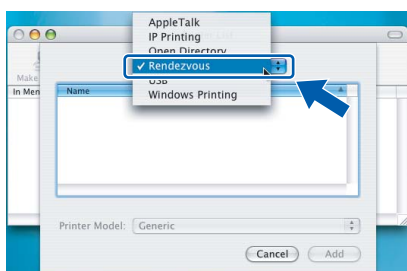 AppleTalk
IP Printing
Open Directory
✓ Rendezvous
USB
Windows Printing
Make
In Men
Name
Printer Model: Generic
Cancel Add